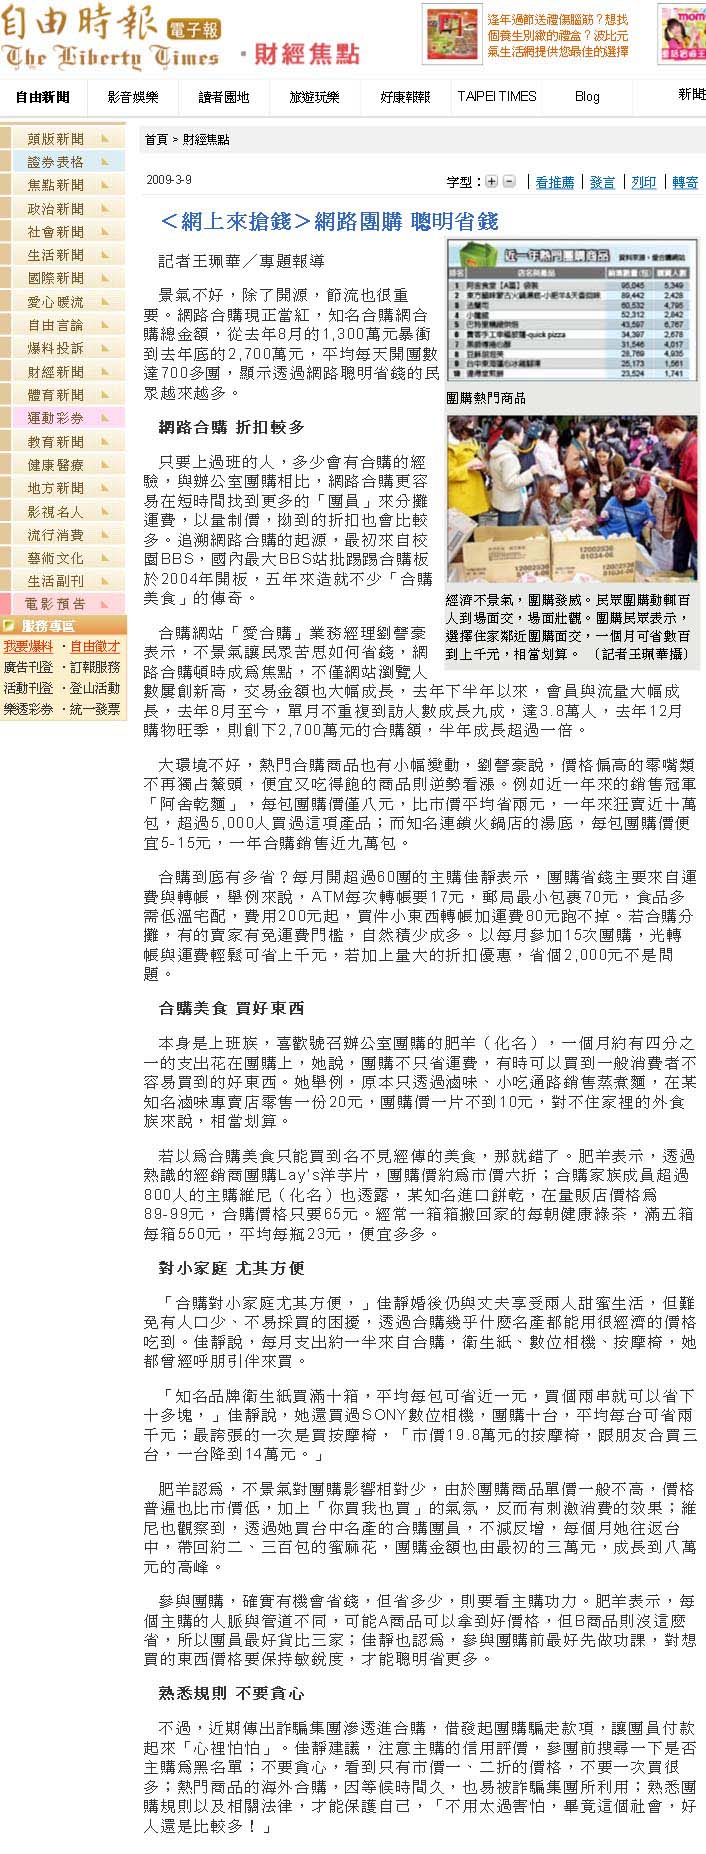 自由時報 電子報
The Liberty Times
‧財經焦點
逢年過節送禮傷腦筋？想找
個養生別緻的禮盒？波比元
氣生活網提供您最佳的選擇
自由新聞 影音娛樂 讀者園地 旅遊玩樂 好康報報 TAIPEI TIMES Blog 新聞
頭版新聞
證券表格
焦點新聞
政治新聞
社會新聞
生活新聞
國際新聞
愛心暖流
自由言論
爆料投訴
財經新聞
體育新聞
運動彩券
教育新聞
健康醫療
地方新聞
影視名人
流行消費
藝術文化
生活副刊
電影預告
服務專區
我要爆料 ‧自由徵才
廣告刊登 ‧訂報服務
活動刊登 ‧登山活動
樂透彩券 ‧統一發票
首頁 > 財經焦點
2009-3-9
字型： + - ｜看推薦｜發言｜列印｜轉寄
＜網上來搶錢＞網路團購 聰明省錢
記者王珮華／專題報導
景氣不好，除了開源，節流也很重
要。網路合購現正當紅，知名合購網合
購總金額，從去年8月的1,300萬元暴衝
到去年底的2,700萬元，平均每天開團數
達700多團，顯示透過網路聰明省錢的民
眾越來越多。
近一年熱門團購商品 資料來源：愛合購網站
排名 店名與產品 銷售數量(包) 購買人數
95,045 5,349
89,442 2,428
60,532 4,795
52,312 2,842
43,597 6,767
34,397 2,678
31,546 4,017
28,769 4,935
25,173 1,561
23,524 1,741
團購熱門商品
經濟不景氣，團購發威。民眾團購動輒百
人到場面交，場面壯觀。團購民眾表示，
選擇住家鄰近團購面交，一個月可省數百
到上千元，相當划算。〔記者王珮華攝〕
網路合購 折扣較多
只要上過班的人，多少會有合購的經
驗，與辦公室團購相比，網路合購更容
易在短時間找到更多的「團員」來分攤
運費，以量制價，拗到的折扣也會比較
多。追溯網路合購的起源，最初來自校
園BBS，國內最大BBS站批踢踢合購板
於2004年開板，五年來造就不少「合購
美食」的傳奇。
合購網站「愛合購」業務經理劉謦豪
表示，不景氣讓民眾苦思如何省錢，網
路合購頓時成為焦點，不僅網站瀏覽人
數屢創新高，交易金額也大幅成長，去年下半年以來，會員與流量大幅成
長，去年8月至今，單月不重複到訪人數成長九成，達3.8萬人，去年12月
購物旺季，則創下2,700萬元的合購額，半年成長超過一倍。
大環境不好，熱門合購商品也有小幅變動，劉謦豪說，價格偏高的零嘴類
不再獨占鰲頭，便宜又吃得飽的商品則逆勢看漲。例如近一年來的銷售冠軍
「阿舍乾麵」，每包團購價僅八元，比市價平均省兩元，一年來狂賣近十萬
包，超過5,000人買過這項產品；而知名連鎖火鍋店的湯底，每包團購價便
宜5-15元，一年合購銷售近九萬包。
合購到底有多省？每月開超過60團的主購佳靜表示，團購省錢主要來自運
費與轉帳，舉例來說，ATM每次轉帳要17元，郵局最小包裹70元，食品多
需低溫宅配，費用200元起，買件小東西轉帳加運費80元跑不掉。若合購分
攤，有的賣家有免運費門檻，自然積少成多。以每月參加15次團購，光轉
帳與運費輕鬆可省上千元，若加上量大的折扣優惠，省個2,000元不是問
題。
合購美食 買好東西
本身是上班族，喜歡號召辦公室團購的肥羊（化名），一個月約有四分之
一的支出花在團購上，她說，團購不只省運費，有時可以買到一般消費者不
容易買到的好東西。她舉例，原本只透過滷味、小吃通路銷售蒸煮麵，在某
知名滷味專賣店零售一份20元，團購價一片不到10元，對不住家裡的外食
族來說，相當划算。
若以為合購美食只能買到名不見經傳的美食，那就錯了。肥羊表示，透過
熟識的經銷商團購Lay's洋芋片，團購價約為市價六折；合購家族成員超過
800人的主購維尼（化名）也透露，某知名進口餅乾，在量販店價格為
89-99元，合購價格只要65元。經常一箱箱搬回家的每朝健康綠茶，滿五箱
每箱550元，平均每瓶23元，便宜多多。
對小家庭 尤其方便
「合購對小家庭尤其方便，」佳靜婚後仍與丈夫享受兩人甜蜜生活，但難
免有人口少、不易採買的困擾，透過合購幾乎什麼名產都能用很經濟的價格
吃到。佳靜說，每月支出約一半來自合購，衛生紙、數位相機、按摩椅，她
都曾經呼朋引伴來買。
「知名品牌衛生紙買滿十箱，平均每包可省近一元，買個兩串就可以省下
十多塊，」佳靜說，她還買過SONY數位相機，團購十台，平均每台可省兩
千元；最誇張的一次是買按摩椅，「市價19.8萬元的按摩椅，跟朋友合買三
台，一台降到14萬元。」
肥羊認為，不景氣對團購影響相對少，由於團購商品單價一般不高，價格
普遍也比市價低，加上「你買我也買」的氣氛，反而有刺激消費的效果；維
尼也觀察到，透過她買台中名產的合購團員，不減反增，每個月她往返台
中，帶回約二、三百包的蜜麻花，團購金額也由最初的三萬元，成長到八萬
元的高峰。
參與團購，確實有機會省錢，但省多少，則要看主購功力。肥羊表示，每
個主購的人脈與管道不同，可能A商品可以拿到好價格，但B商品則沒這麼
省，所以團員最好貨比三家；佳靜也認為，參與團購前最好先做功課，對想
買的東西價格要保持敏銳度，才能聰明省更多。
熟悉規則 不要貪心
不過，近期傳出詐騙集團滲透進合購，借發起團購騙走款項，讓團員付款
起來「心裡怕怕」。佳靜建議，注意主購的信用評價，參團前搜尋一下是否
主購為黑名單；不要貪心，看到只有市價一、二折的價格，不要一次買很
多；熱門商品的海外合購，因等候時間久，也易被詐騙集團所利用；熟悉團
購規則以及相關法律，才能保護自己，「不用太過害怕，畢竟這個社會，好
人還是比較多！」